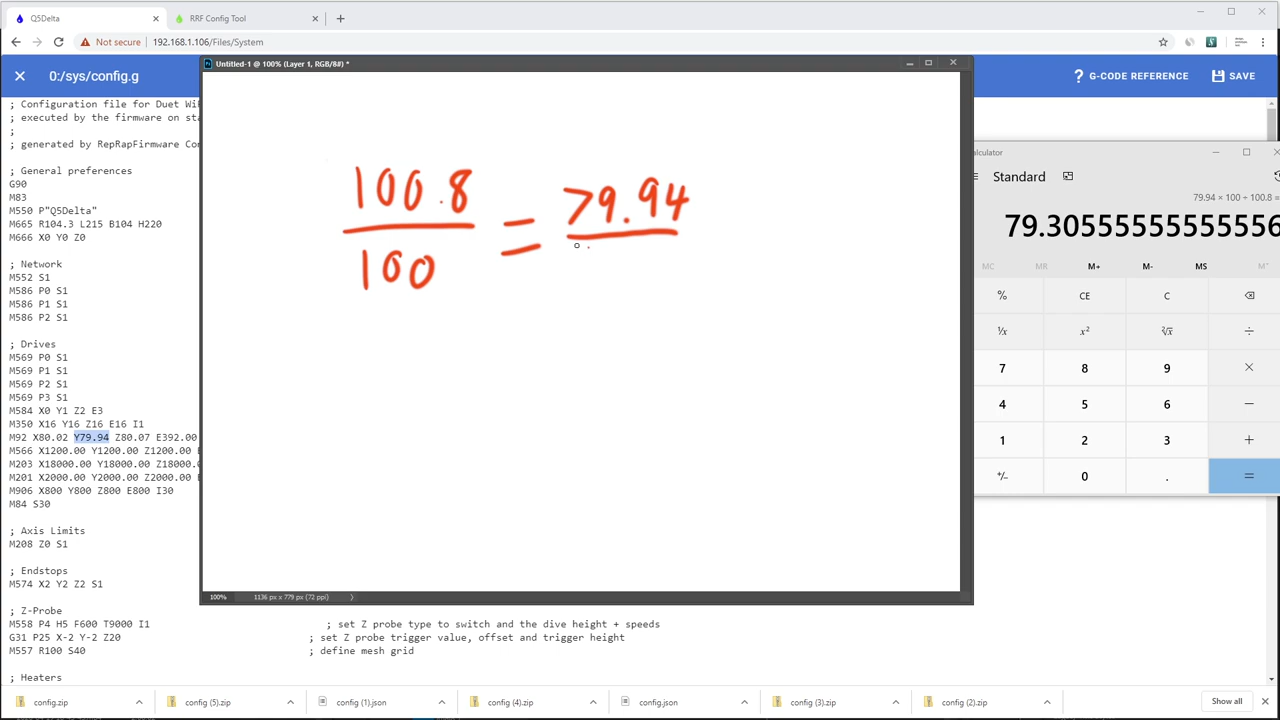 Q5Delta
RRF Config Tool
Not secure
192.168.1.106/Files/System
0:/sys/config.g
G-CODE REFERENCE
SAVE
Untitled-1 @ 100% (Layer 1, RGB/8#) *
; Configuration file for Duet WiF
; executed by the firmware on sta
;
; generated by RepRapFirmware Con
; General preferences
G90
M83
M550 P"Q5Delta"
M665 R104.3 L215 B104 H220
M666 X0 Y0 Z0
; Network
M552 S1
M586 P0 S1
M586 P1 S1
M586 P2 S1
; Drives
M569 P0 S1
M569 P1 S1
M569 P2 S1
M569 P3 S1
M584 X0 Y1 Z2 E3
M350 X16 Y16 Z16 E16 I1
M92 X80.02 Y79.94 Z80.07 E392.00
M566 X1200.00 Y1200.00 Z1200.00 E
M203 X18000.00 Y18000.00 Z18000.0
M201 X2000.00 Y2000.00 Z2000.00 E
M906 X800 Y800 Z800 E800 I30
M84 S30
; Axis Limits
M208 Z0 S1
; Endstops
M574 X2 Y2 Z2 S1
; Z-Probe
M558 P4 H5 F600 T9000 I1 ; set Z probe type to switch and the dive height + speeds
G31 P25 X-2 Y-2 Z20 ; set Z probe trigger value, offset and trigger height
M557 R100 S40 ; define mesh grid
; Heaters
100.8
100
=
79.94
100%
1136 px x 779 px (72 ppi)
alculator
Standard
79.94 × 100 ÷ 100.8 =
79.3055555555556
MC MR M+ M- MS M˅
% CE C
¹/x x² ²√x ÷
7 8 9 ×
4 5 6 −
1 2 3 +
+/− 0 . =
config.zip
config (5).zip
config (1).json
config (4).zip
config.json
config (3).zip
config (2).zip
Show all